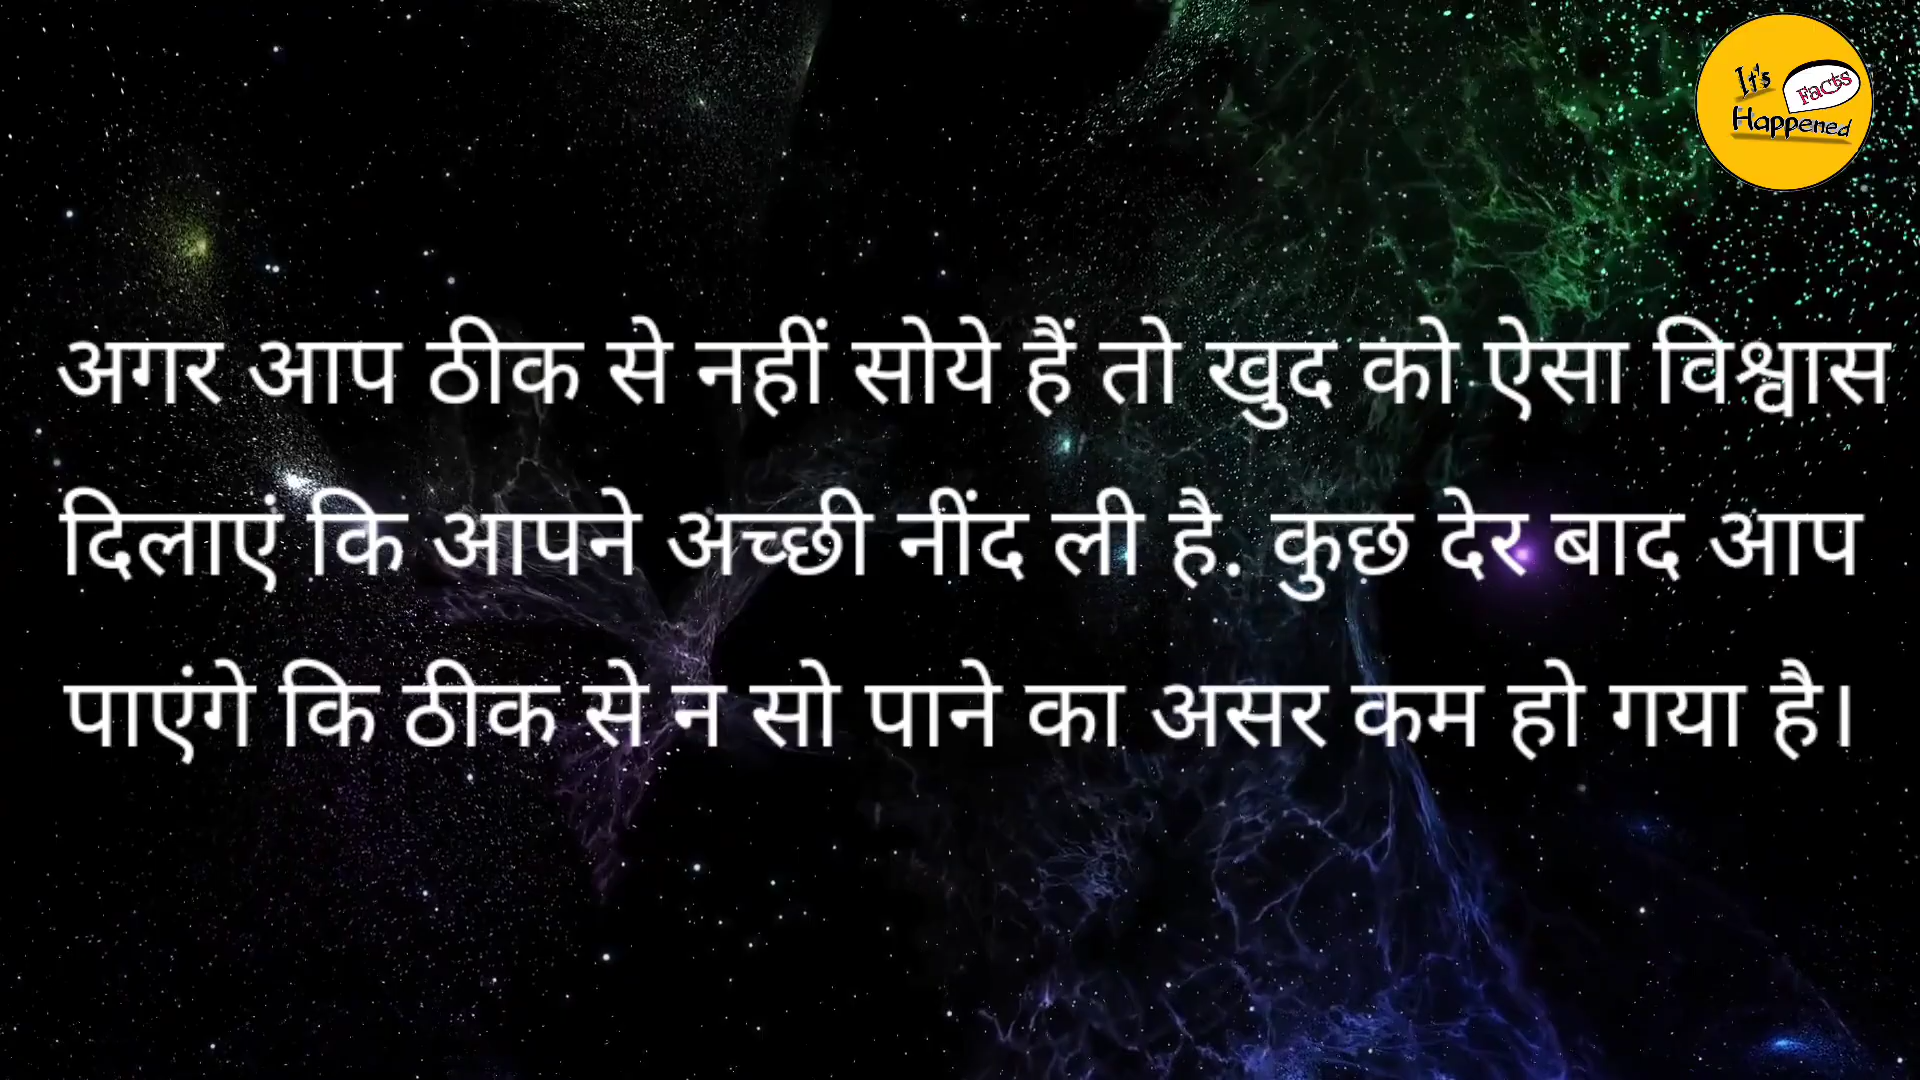 It's Facts
Happened
अगर आप ठीक से नहीं सोये हैं तो खुद को ऐसा विश्वास
दिलाएं कि आपने अच्छी नींद ली है. कुछ देर बाद आप
पाएंगे कि ठीक से न सो पाने का असर कम हो गया है।